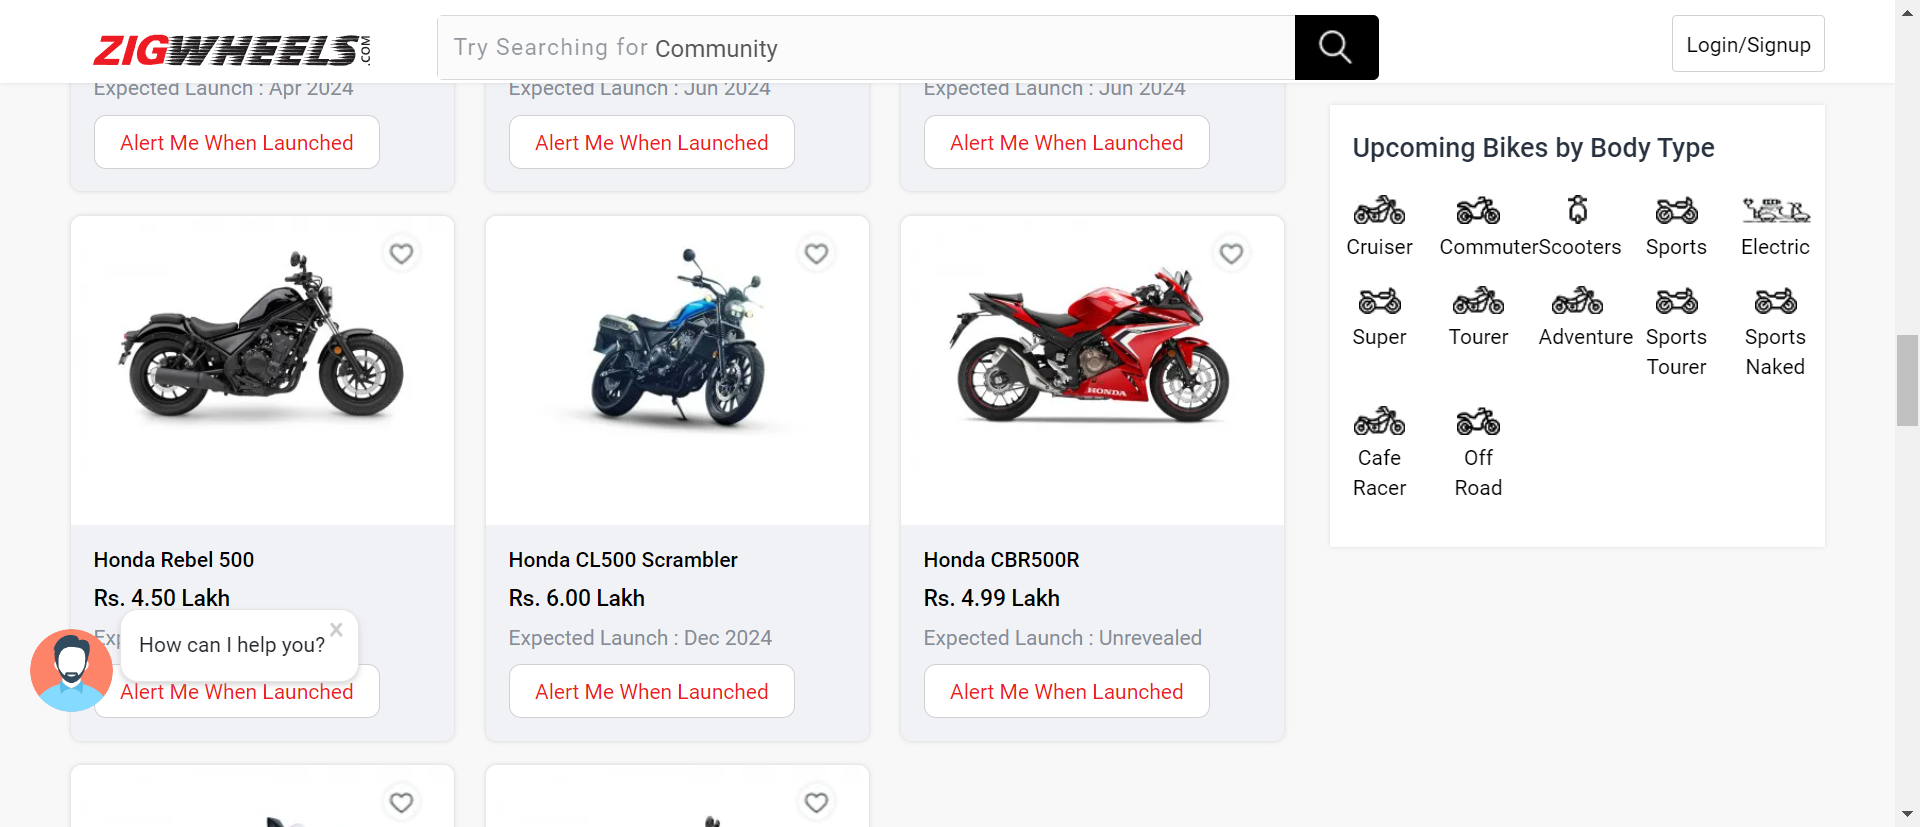 ZIGWHEELS.COM
Try Searching for Community
Login/Signup
Expected Launch : Apr 2024
Expected Launch : Jun 2024
Expected Launch : Jun 2024
Alert Me When Launched
Alert Me When Launched
Alert Me When Launched
Upcoming Bikes by Body Type
Cruiser
Commuter
Scooters
Sports
Electric
Super
Tourer
Adventure
Sports
Tourer
Sports
Naked
Cafe
Racer
Off
Road
HONDA
Honda Rebel 500
Rs. 4.50 Lakh
Honda CL500 Scrambler
Rs. 6.00 Lakh
Expected Launch : Dec 2024
Honda CBR500R
Rs. 4.99 Lakh
Expected Launch : Unrevealed
How can I help you?
Alert Me When Launched
Alert Me When Launched
Alert Me When Launched